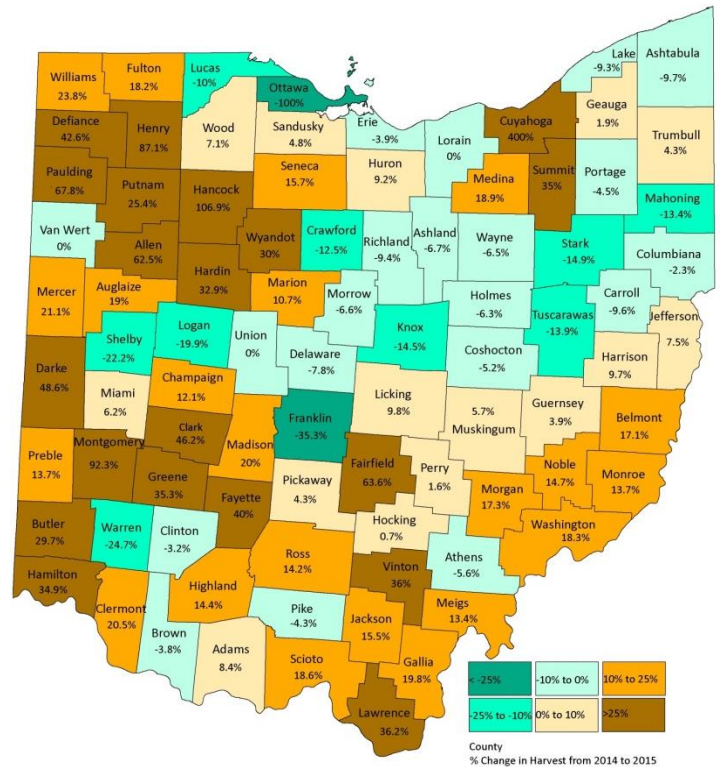 Williams
23.8%
Fulton
18.2%
Lucas
-10%
Ottawa
-100%
Lake
-9.3%
Ashtabula
-9.7%
Defiance
42.6%
Henry
87.1%
Wood
7.1%
Sandusky
4.8%
Erie
-3.9%
Lorain
0%
Cuyahoga
400%
Geauga
1.9%
Trumbull
4.3%
Paulding
67.8%
Putnam
25.4%
Hancock
106.9%
Seneca
15.7%
Huron
9.2%
Medina
18.9%
Summit
35%
Portage
-4.5%
Mahoning
-13.4%
Van Wert
0%
Allen
62.5%
Hardin
32.9%
Wyandot
30%
Crawford
-12.5%
Richland
-9.4%
Ashland
-6.7%
Wayne
-6.5%
Stark
-14.9%
Columbiana
-2.3%
Mercer
21.1%
Auglaize
19%
Marion
10.7%
Morrow
-6.6%
Knox
-14.5%
Holmes
-6.3%
Tuscarawas
-13.9%
Carroll
-9.6%
Jefferson
7.5%
Shelby
-22.2%
Logan
-19.9%
Union
0%
Delaware
-7.8%
Coshocton
-5.2%
Harrison
9.7%
Darke
48.6%
Miami
6.2%
Champaign
12.1%
Clark
46.2%
Madison
20%
Franklin
-35.3%
Licking
9.8%
5.7%
Muskingum
Guernsey
3.9%
Belmont
17.1%
Preble
13.7%
Montgomery
92.3%
Greene
35.3%
Fayette
40%
Pickaway
4.3%
Fairfield
63.6%
Perry
1.6%
Morgan
17.3%
Noble
14.7%
Monroe
13.7%
Butler
29.7%
Warren
-24.7%
Clinton
-3.2%
Ross
14.2%
Hocking
0.7%
Vinton
36%
Athens
-5.6%
Washington
18.3%
Hamilton
34.9%
Clermont
20.5%
Highland
14.4%
Pike
-4.3%
Jackson
15.5%
Meigs
13.4%
Brown
-3.8%
Adams
8.4%
Scioto
18.6%
Gallia
19.8%
Lawrence
36.2%
< -25%
-10% to 0%
10% to 25%
-25% to -10%
0% to 10%
>25%
County
% Change in Harvest from 2014 to 2015